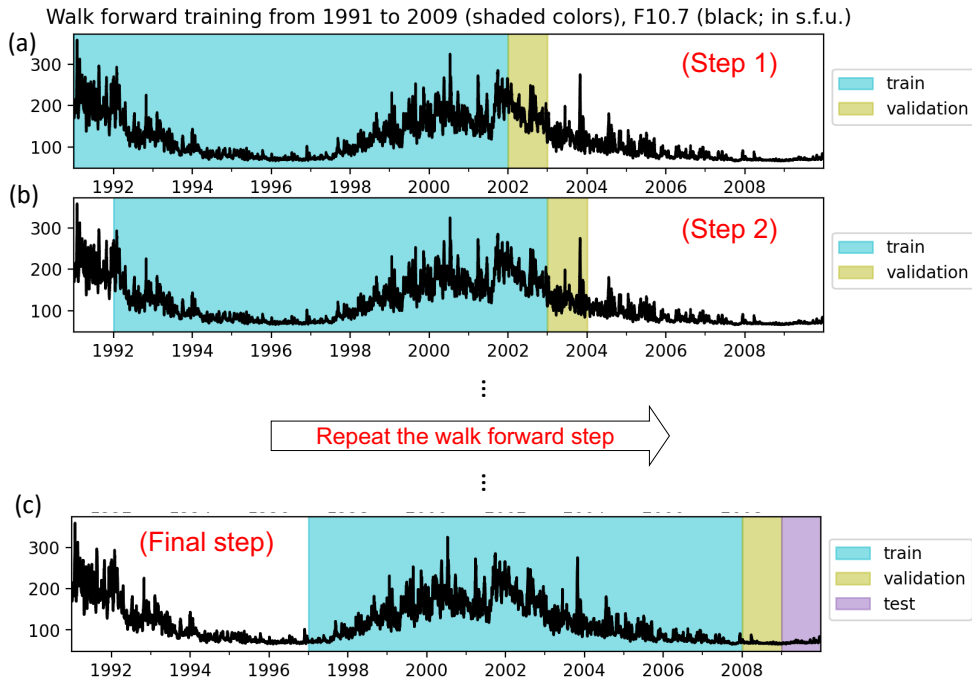 Walk forward training from 1991 to 2009 (shaded colors), F10.7 (black; in s.f.u.)
(a)
(Step 1)
300
200
100
1992 1994 1996 1998 2000 2002 2004 2006 2008
train
validation
(b)
(Step 2)
300
200
100
1992 1994 1996 1998 2000 2002 2004 2006 2008
train
validation
Repeat the walk forward step
(c)
(Final step)
300
200
100
1992 1994 1996 1998 2000 2002 2004 2006 2008
train
validation
test